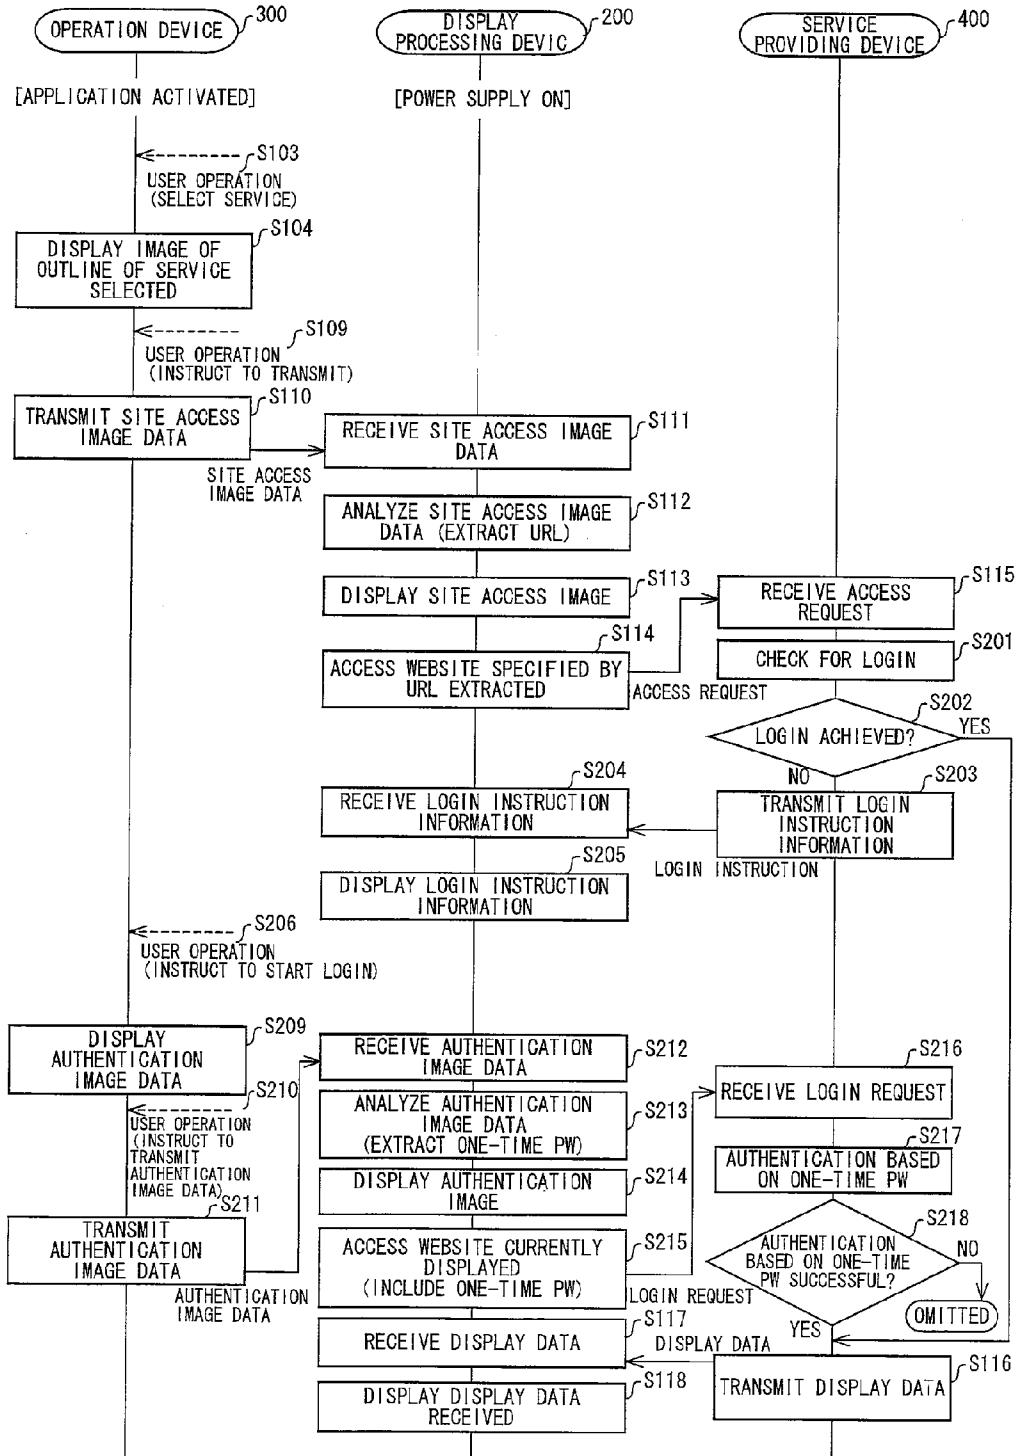 OPERATION DEVICE
300
DISPLAY
PROCESSING DEVIC
200
SERVICE
PROVIDING DEVICE
400
[APPLICATION ACTIVATED]
[POWER SUPPLY ON]
S103
USER OPERATION
(SELECT SERVICE)
S104
DISPLAY IMAGE OF
OUTLINE OF SERVICE
SELECTED
S109
USER OPERATION
(INSTRUCT TO TRANSMIT)
S110
TRANSMIT SITE ACCESS
IMAGE DATA
SITE ACCESS
IMAGE DATA
S111
RECEIVE SITE ACCESS IMAGE
DATA
S112
ANALYZE SITE ACCESS IMAGE
DATA (EXTRACT URL)
S113
DISPLAY SITE ACCESS IMAGE
S114
ACCESS WEBSITE SPECIFIED BY
URL EXTRACTED
ACCESS REQUEST
S115
RECEIVE ACCESS
REQUEST
S201
CHECK FOR LOGIN
S202
LOGIN ACHIEVED?
YES
NO
S203
TRANSMIT LOGIN
INSTRUCTION
INFORMATION
LOGIN INSTRUCTION
S204
RECEIVE LOGIN INSTRUCTION
INFORMATION
S205
DISPLAY LOGIN INSTRUCTION
INFORMATION
S206
USER OPERATION
(INSTRUCT TO START LOGIN)
S209
DISPLAY
AUTHENTICATION
IMAGE DATA
S210
USER OPERATION
(INSTRUCT TO
TRANSMIT
AUTHENTICATION
IMAGE DATA)
S211
TRANSMIT
AUTHENTICATION
IMAGE DATA
AUTHENTICATION
IMAGE DATA
S212
RECEIVE AUTHENTICATION
IMAGE DATA
S213
ANALYZE AUTHENTICATION
IMAGE DATA
(EXTRACT ONE-TIME PW)
S214
DISPLAY AUTHENTICATION
IMAGE
S215
ACCESS WEBSITE CURRENTLY
DISPLAYED
(INCLUDE ONE-TIME PW)
LOGIN REQUEST
S216
RECEIVE LOGIN REQUEST
S217
AUTHENTICATION BASED
ON ONE-TIME PW
S218
AUTHENTICATION
BASED ON ONE-TIME
PW SUCCESSFUL?
NO
OMITTED
YES
S117
RECEIVE DISPLAY DATA
DISPLAY DATA
S116
TRANSMIT DISPLAY DATA
S118
DISPLAY DISPLAY DATA
RECEIVED